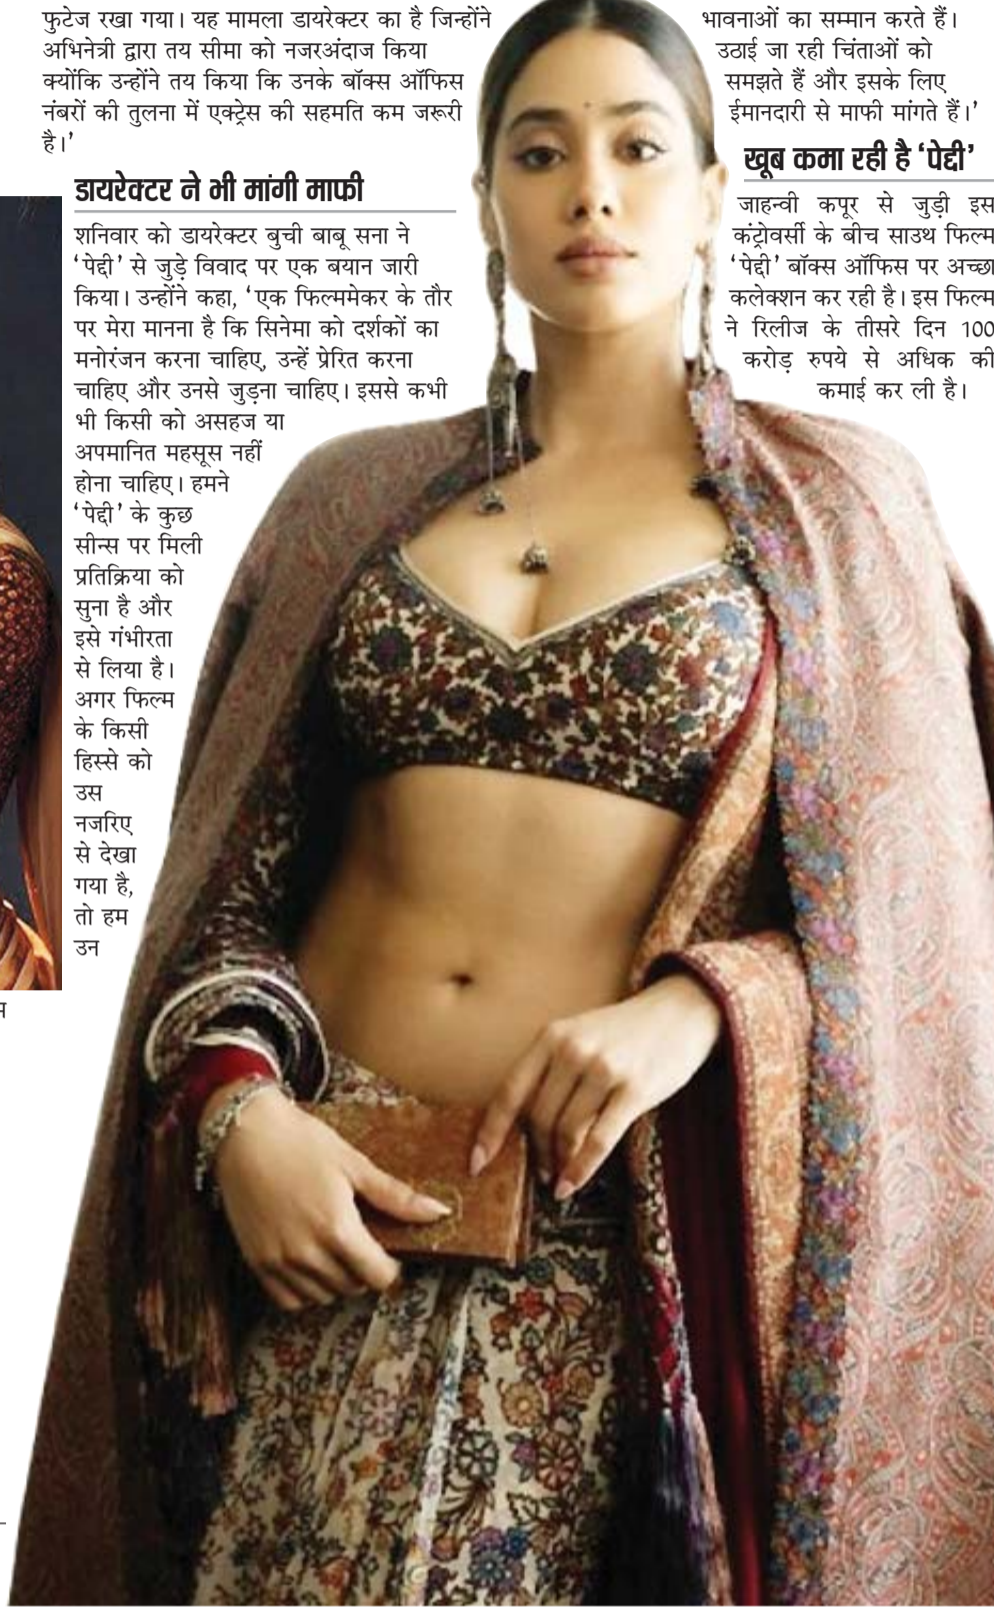 फुटेज रखा गया। यह मामला डायरेक्टर का है जिन्होंने
अभिनेत्री द्वारा तय सीमा को नजरअंदाज किया
क्योंकि उन्होंने तय किया कि उनके बॉक्स ऑफिस
नंबरों की तुलना में एक्ट्रेस की सहमति कम जरूरी
है।'
डायरेक्टर ने भी मांगी माफी
शनिवार को डायरेक्टर बुची बाबू सना ने
'पेद्दी' से जुड़े विवाद पर एक बयान जारी
किया। उन्होंने कहा, 'एक फिल्ममेकर के तौर
पर मेरा मानना है कि सिनेमा को दर्शकों का
मनोरंजन करना चाहिए, उन्हें प्रेरित करना
चाहिए और उनसे जुड़ना चाहिए। इससे कभी
भी किसी को असहज या
अपमानित महसूस नहीं
होना चाहिए। हमने
'पेद्दी' के कुछ
सीन्स पर मिली
प्रतिक्रिया को
सुना है और
इसे गंभीरता
से लिया है।
अगर फिल्म
के किसी
हिस्से को
उस
नजरिए
से देखा
गया है,
तो हम
उन
भावनाओं का सम्मान करते हैं।
उठाई जा रही चिंताओं को
समझते हैं और इसके लिए
ईमानदारी से माफी मांगते हैं।'
खूब कमा रही है 'पेद्दी'
जाहन्वी कपूर से जुड़ी इस
कंट्रोवर्सी के बीच साउथ फिल्म
'पेद्दी' बॉक्स ऑफिस पर अच्छा
कलेक्शन कर रही है। इस फिल्म
ने रिलीज के तीसरे दिन 100
करोड़ रुपये से अधिक की
कमाई कर ली है।